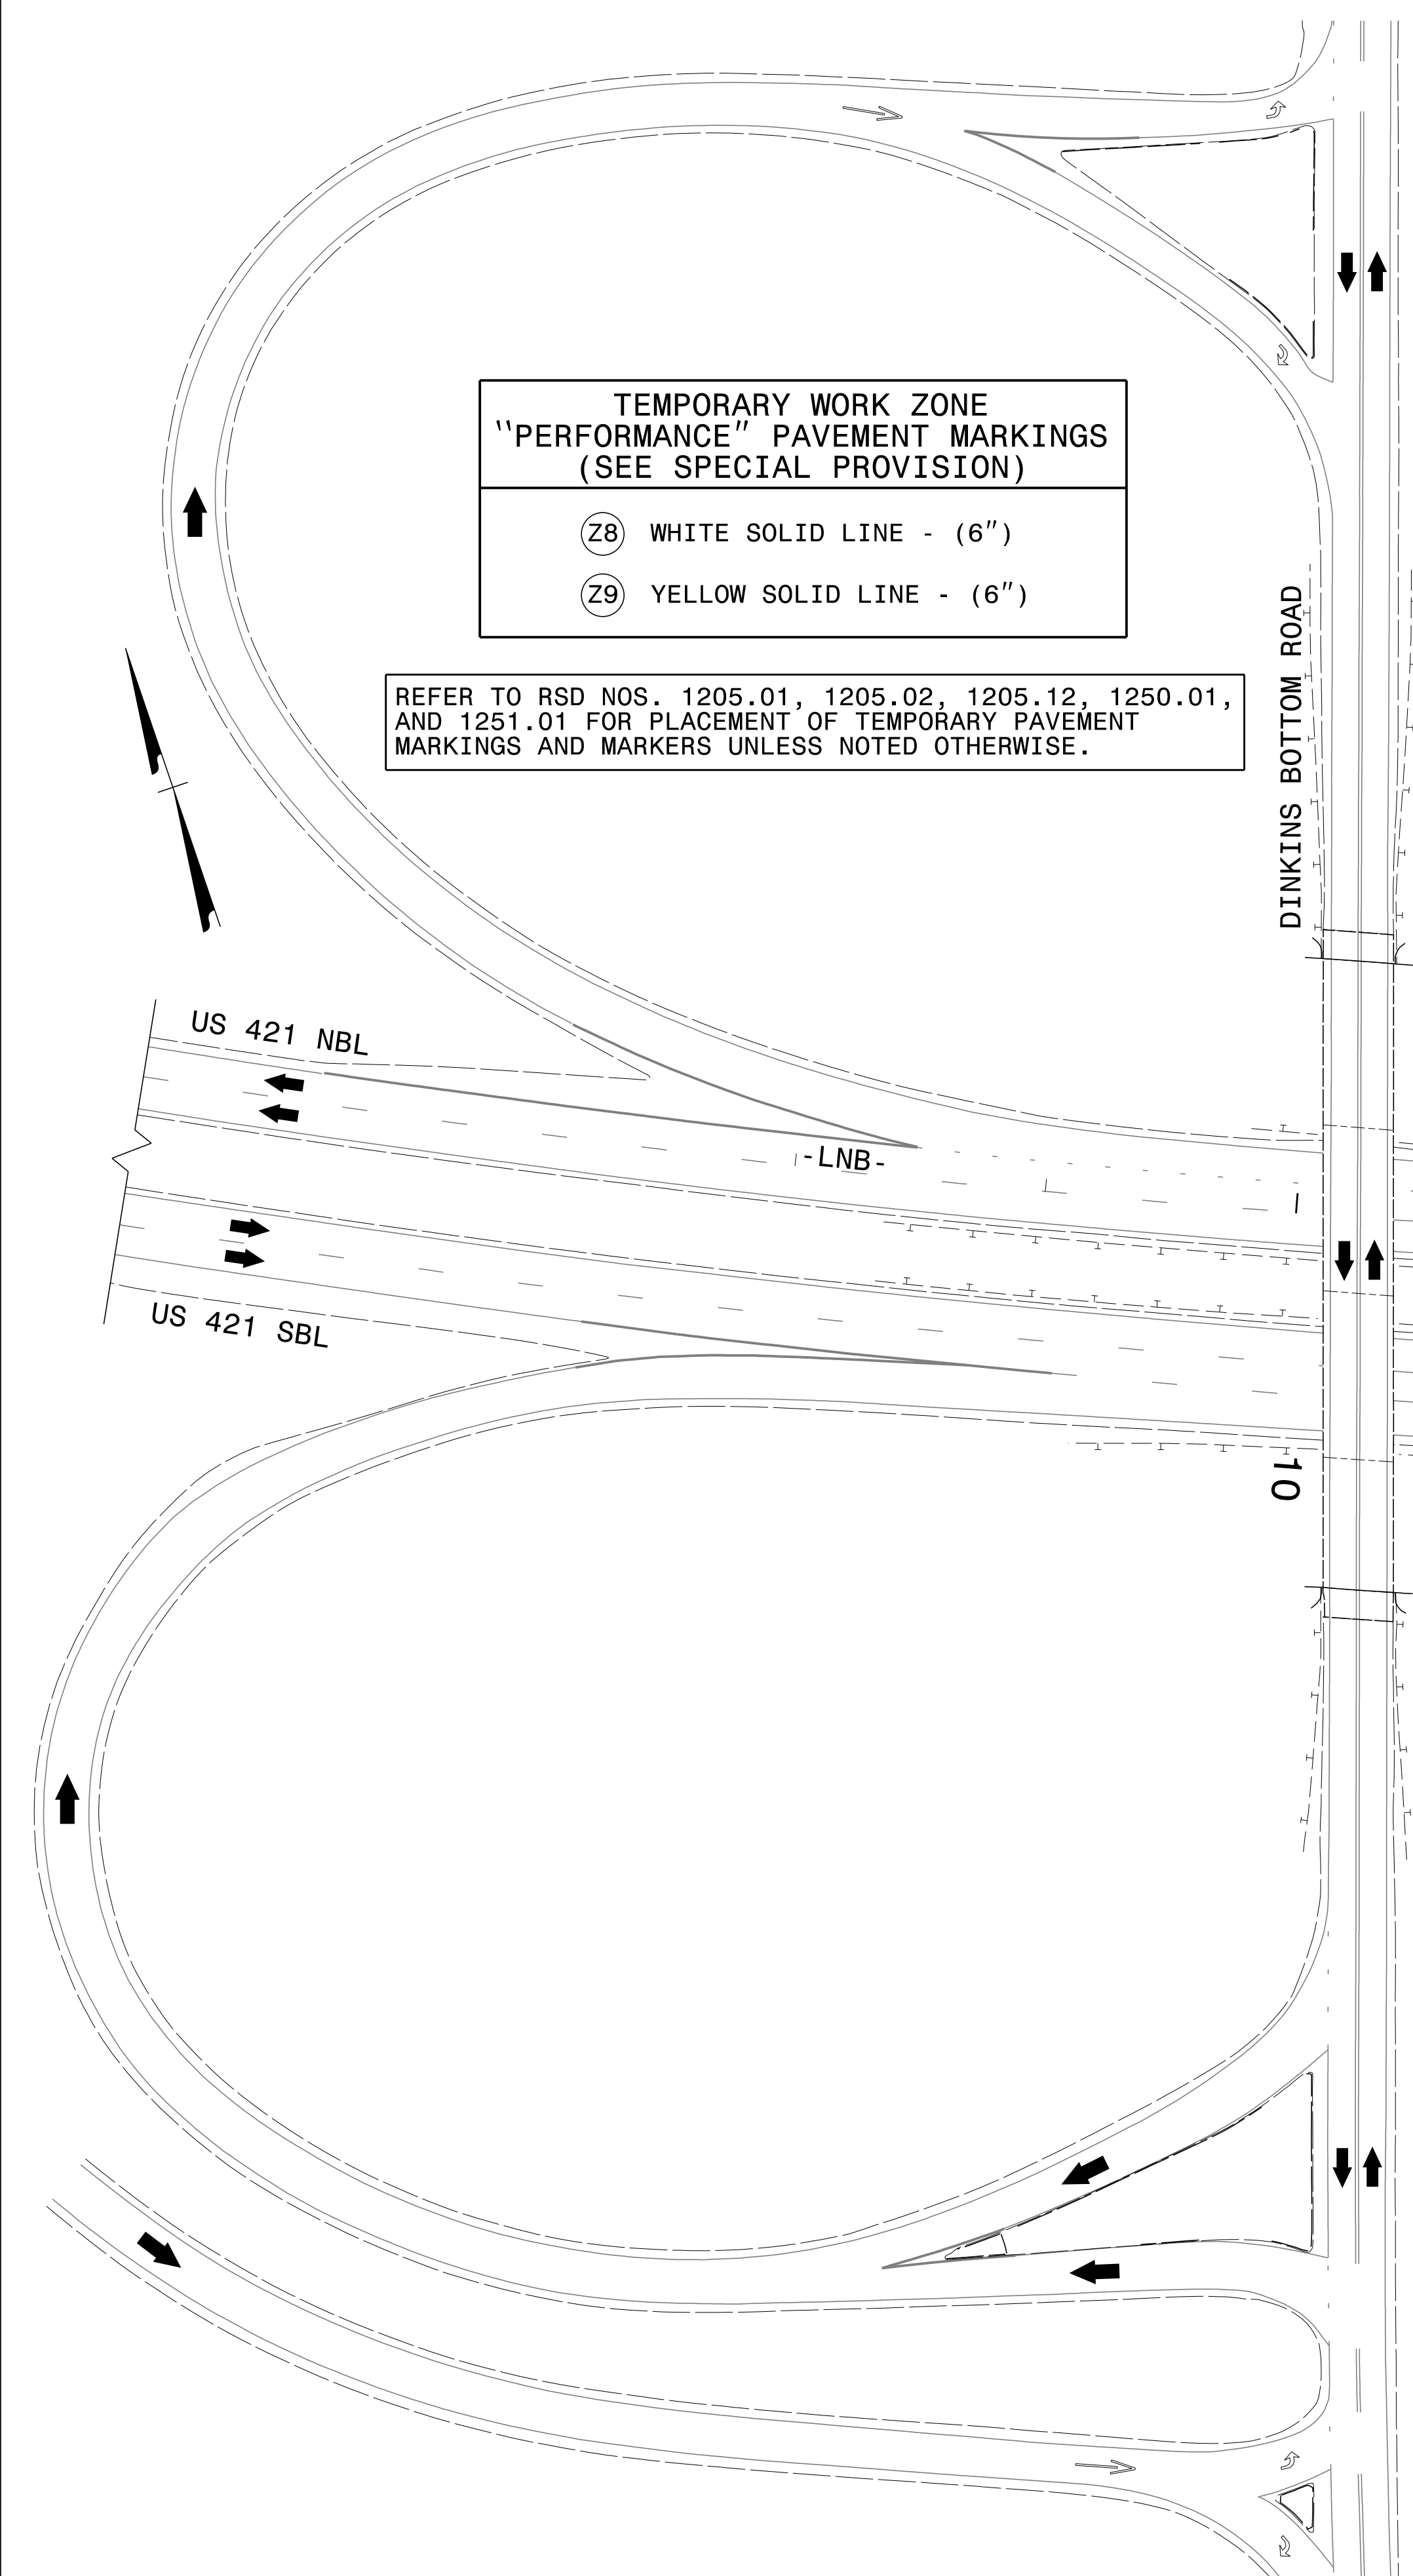 TEMPORARY WORK ZONE
"PERFORMANCE" PAVEMENT MARKINGS
(SEE SPECIAL PROVISION)
Z8 WHITE SOLID LINE - (6")
Z9 YELLOW SOLID LINE - (6")
REFER TO RSD NOS. 1205.01, 1205.02, 1205.12, 1250.01,
AND 1251.01 FOR PLACEMENT OF TEMPORARY PAVEMENT
MARKINGS AND MARKERS UNLESS NOTED OTHERWISE.
DINKINS BOTTOM ROAD
US 421 NBL
-LNB-
US 421 SBL
10